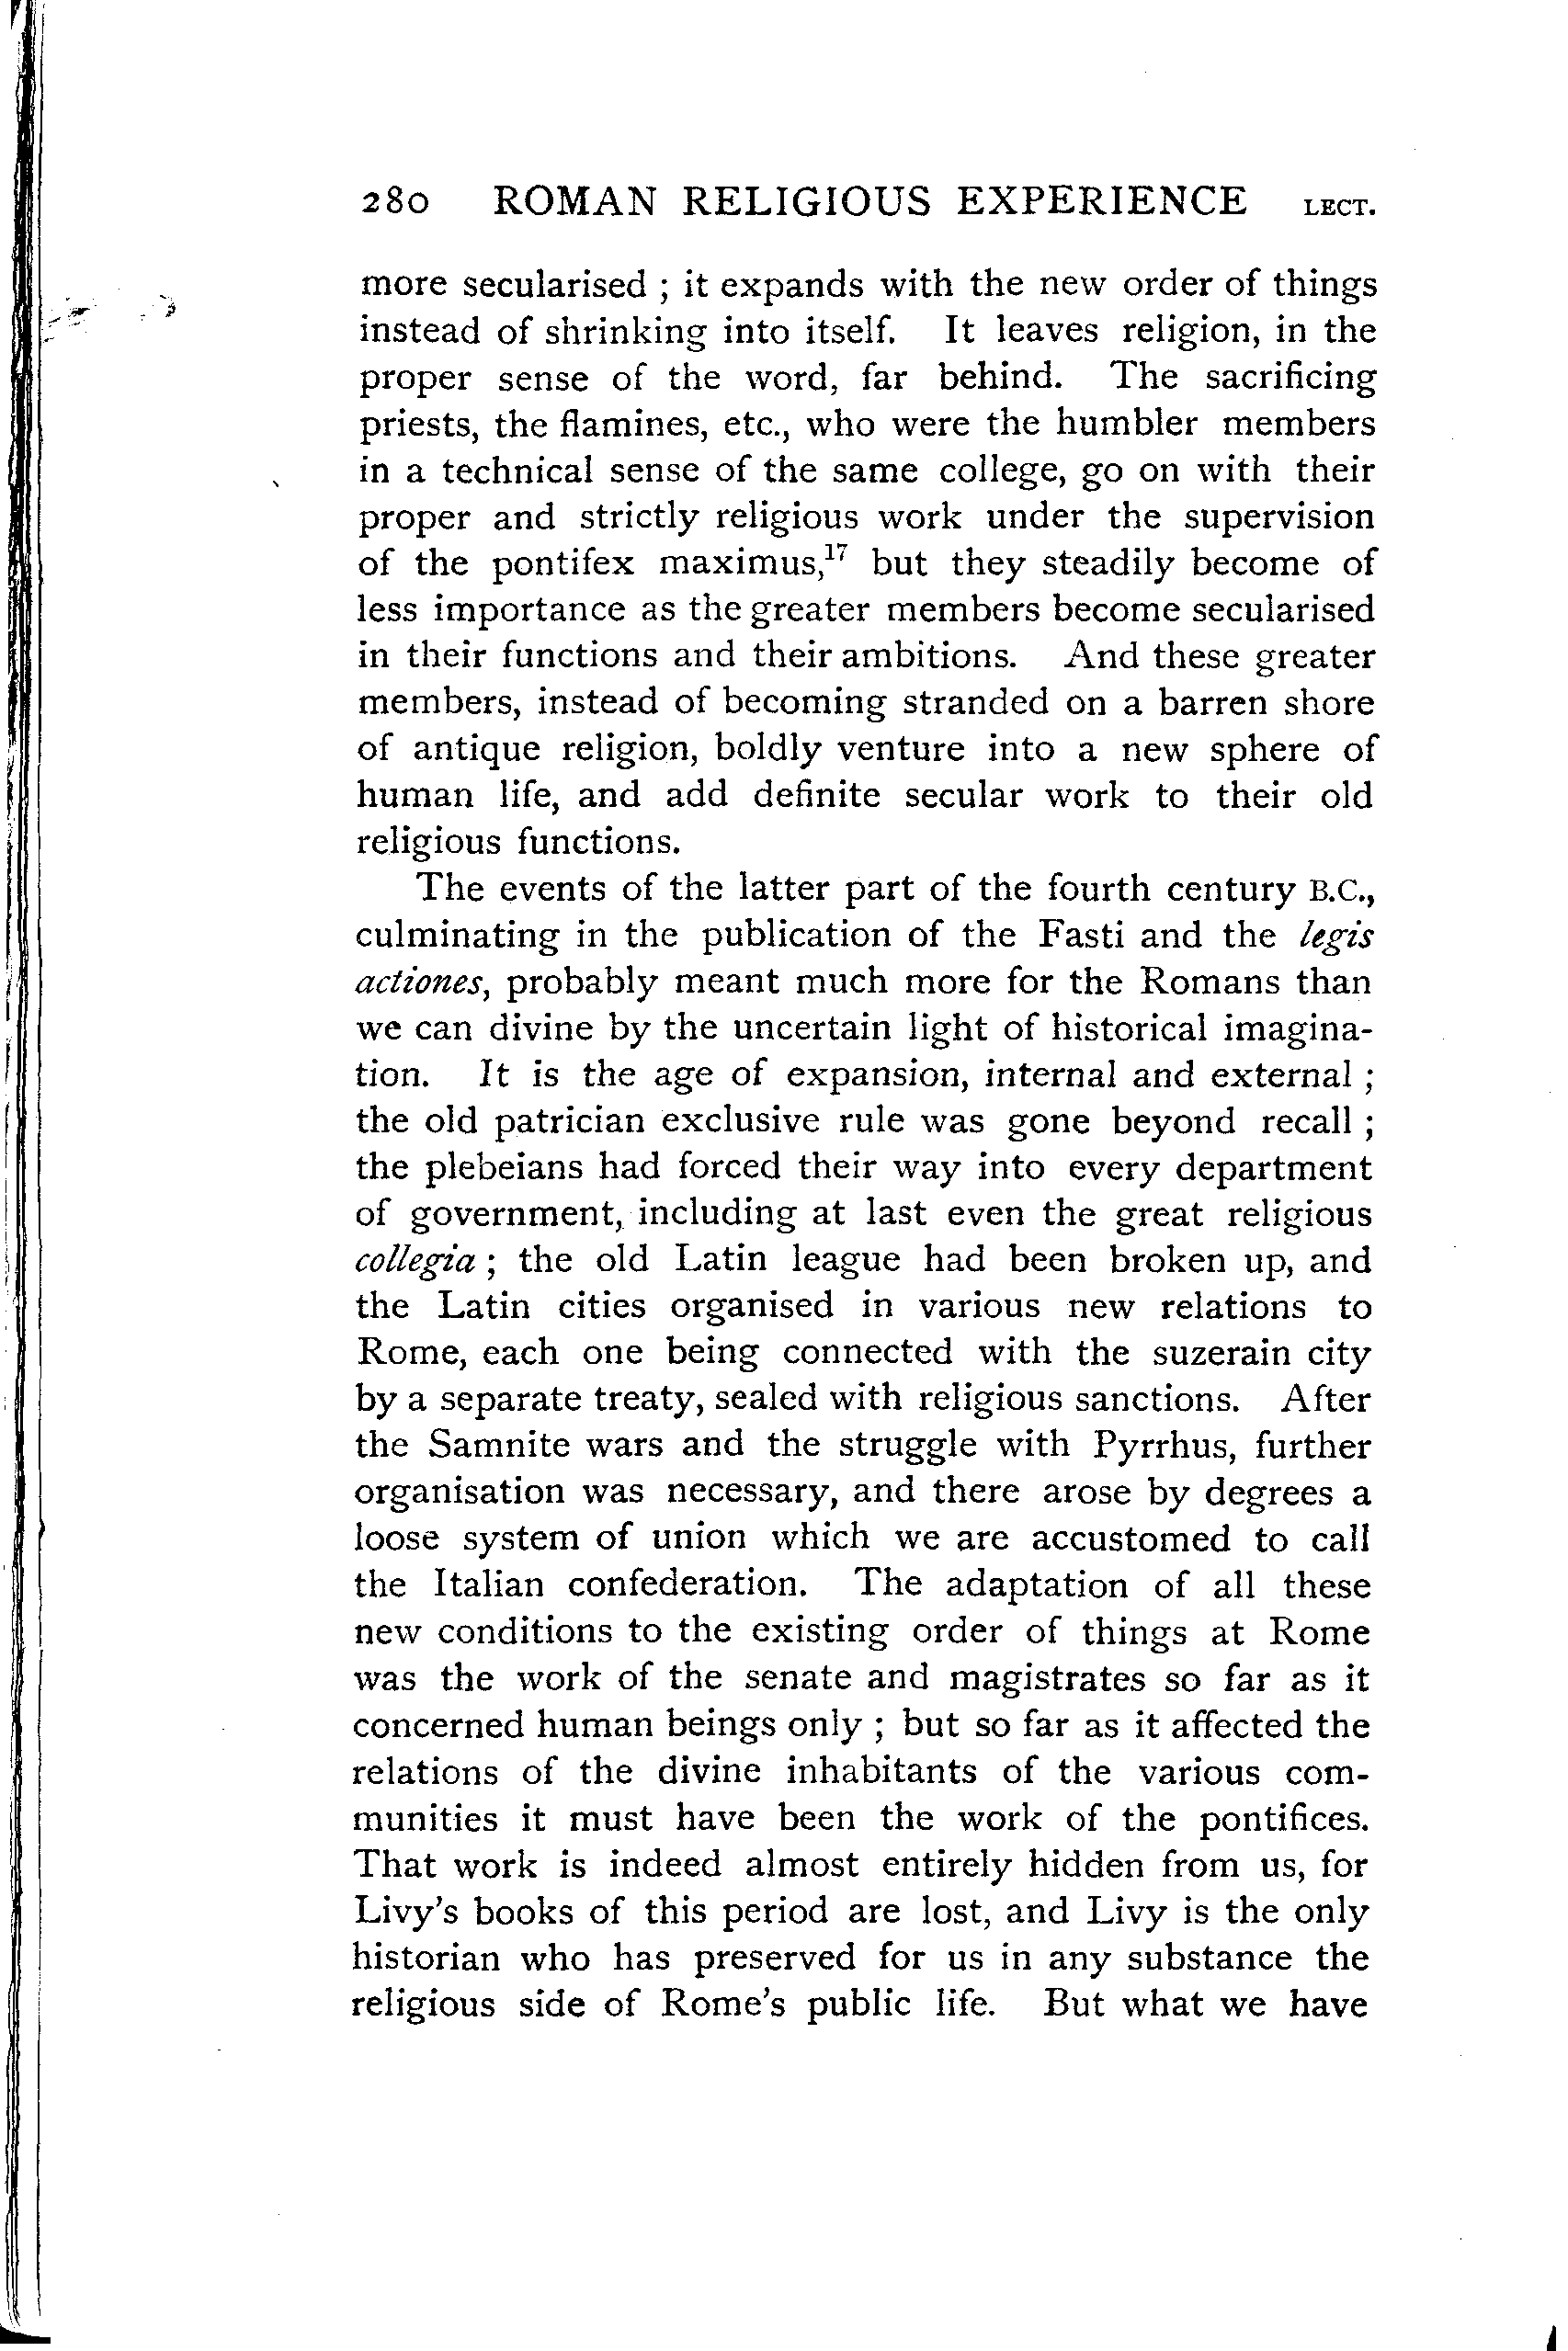 280 ROMAN RELIGIOUS EXPERIENCE LECT.
more secularised ; it expands with the new order of things
instead of shrinking into itself. It leaves religion, in the
proper sense of the word, far behind. The sacrificing
priests, the flamines, etc., who were the humbler members
in a technical sense of the same college, go on with their
proper and strictly religious work under the supervision
of the pontifex maximus,¹⁷ but they steadily become of
less importance as the greater members become secularised
in their functions and their ambitions. And these greater
members, instead of becoming stranded on a barren shore
of antique religion, boldly venture into a new sphere of
human life, and add definite secular work to their old
religious functions.
The events of the latter part of the fourth century B.C.,
culminating in the publication of the Fasti and the legis
actiones, probably meant much more for the Romans than
we can divine by the uncertain light of historical imagina-
tion. It is the age of expansion, internal and external ;
the old patrician exclusive rule was gone beyond recall ;
the plebeians had forced their way into every department
of government, including at last even the great religious
collegia ; the old Latin league had been broken up, and
the Latin cities organised in various new relations to
Rome, each one being connected with the suzerain city
by a separate treaty, sealed with religious sanctions. After
the Samnite wars and the struggle with Pyrrhus, further
organisation was necessary, and there arose by degrees a
loose system of union which we are accustomed to call
the Italian confederation. The adaptation of all these
new conditions to the existing order of things at Rome
was the work of the senate and magistrates so far as it
concerned human beings only ; but so far as it affected the
relations of the divine inhabitants of the various com-
munities it must have been the work of the pontifices.
That work is indeed almost entirely hidden from us, for
Livy's books of this period are lost, and Livy is the only
historian who has preserved for us in any substance the
religious side of Rome's public life. But what we have